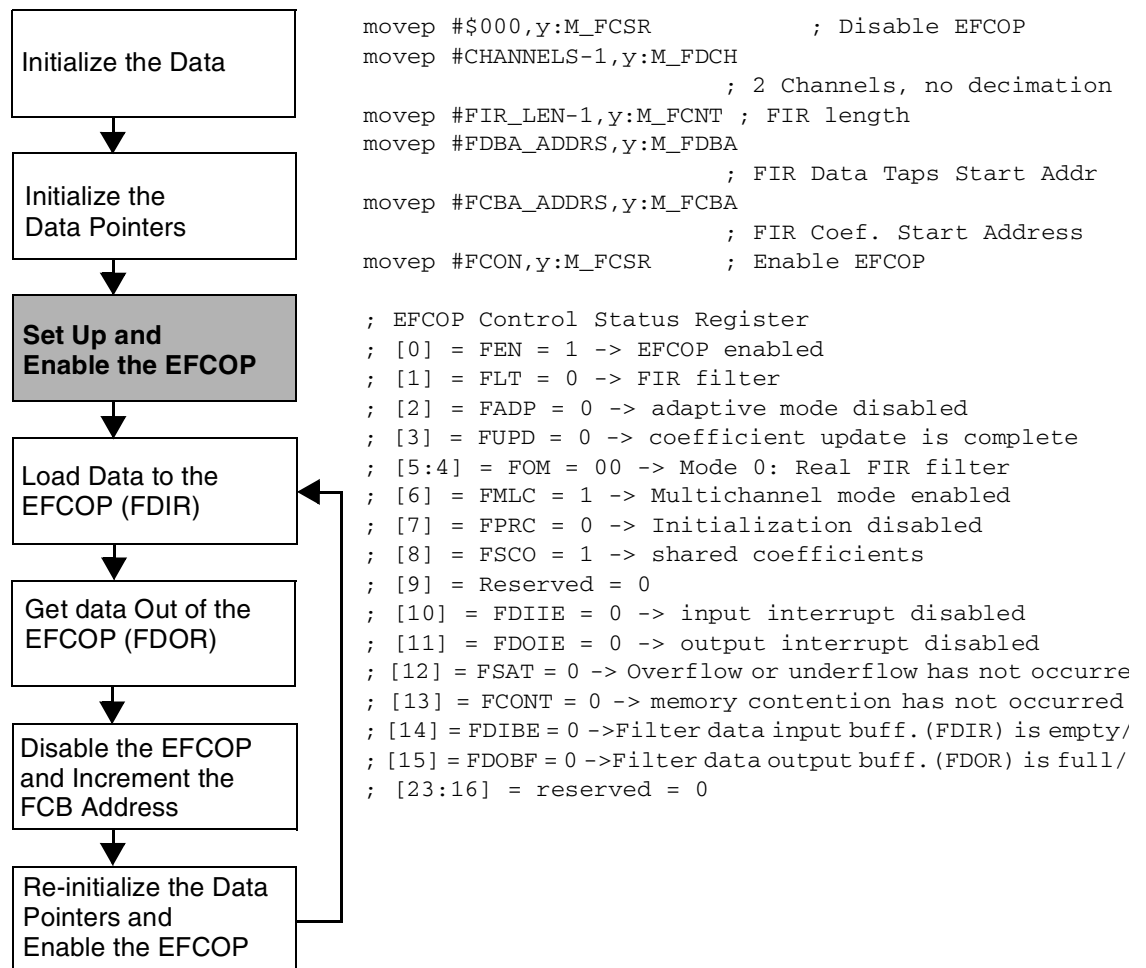 Initialize the Data
Initialize the
Data Pointers
Set Up and
Enable the EFCOP
Load Data to the
EFCOP (FDIR)
Get data Out of the
EFCOP (FDOR)
Disable the EFCOP
and Increment the
FCB Address
Re-initialize the Data
Pointers and
Enable the EFCOP
movep #$000,y:M_FCSR ; Disable EFCOP
movep #CHANNELS-1,y:M_FDCH
; 2 Channels, no decimation
movep #FIR_LEN-1,y:M_FCNT ; FIR length
movep #FDBA_ADDRS,y:M_FDBA
; FIR Data Taps Start Addr
movep #FCBA_ADDRS,y:M_FCBA
; FIR Coef. Start Address
movep #FCON,y:M_FCSR ; Enable EFCOP
; EFCOP Control Status Register
; [0] = FEN = 1 -> EFCOP enabled
; [1] = FLT = 0 -> FIR filter
; [2] = FADP = 0 -> adaptive mode disabled
; [3] = FUPD = 0 -> coefficient update is complete
; [5:4] = FOM = 00 -> Mode 0: Real FIR filter
; [6] = FMLC = 1 -> Multichannel mode enabled
; [7] = FPRC = 0 -> Initialization disabled
; [8] = FSCO = 1 -> shared coefficients
; [9] = Reserved = 0
; [10] = FDIIE = 0 -> input interrupt disabled
; [11] = FDOIE = 0 -> output interrupt disabled
; [12] = FSAT = 0 -> Overflow or underflow has not occurre
; [13] = FCONT = 0 -> memory contention has not occurred
; [14] = FDIBE = 0 ->Filter data input buff.(FDIR) is empty/
; [15] = FDOBF = 0 ->Filter data output buff.(FDOR) is full/
; [23:16] = reserved = 0